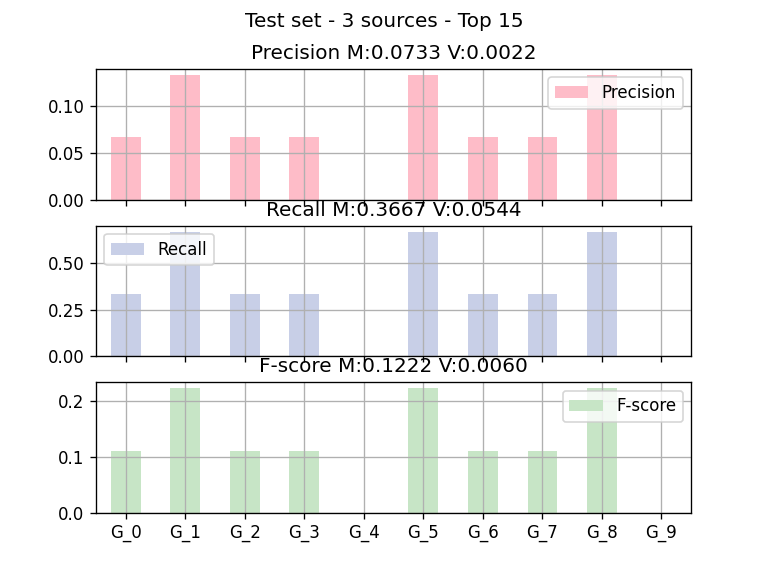 Test set - 3 sources - Top 15
Precision M:0.0733 V:0.0022
0.10
0.05
0.00
Precision
Recall M:0.3667 V:0.0544
0.50
0.25
0.00
Recall
F-score M:0.1222 V:0.0060
0.2
0.1
0.0
F-score
G_0 G_1 G_2 G_3 G_4 G_5 G_6 G_7 G_8 G_9